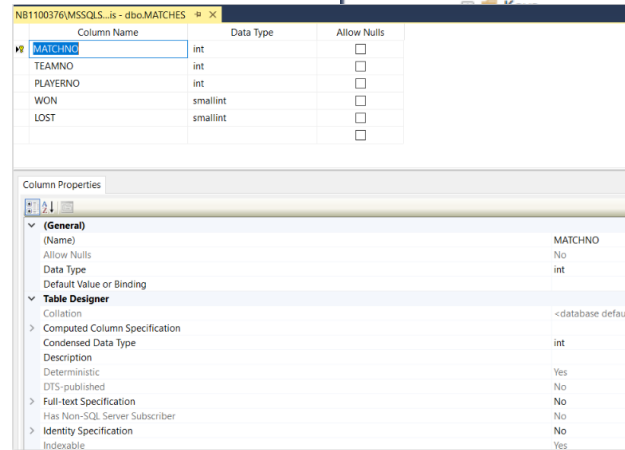 NB1100376\MSSQLS...is - dbo.MATCHES
Column Name Data Type Allow Nulls
MATCHNO int
TEAMNO int
PLAYERNO int
WON smallint
LOST smallint
Column Properties
(General)
(Name) MATCHNO
Allow Nulls No
Data Type int
Default Value or Binding
Table Designer
Collation <database defau
Computed Column Specification
Condensed Data Type int
Description
Deterministic Yes
DTS-published No
Full-text Specification No
Has Non-SQL Server Subscriber No
Identity Specification No
Indexable Yes